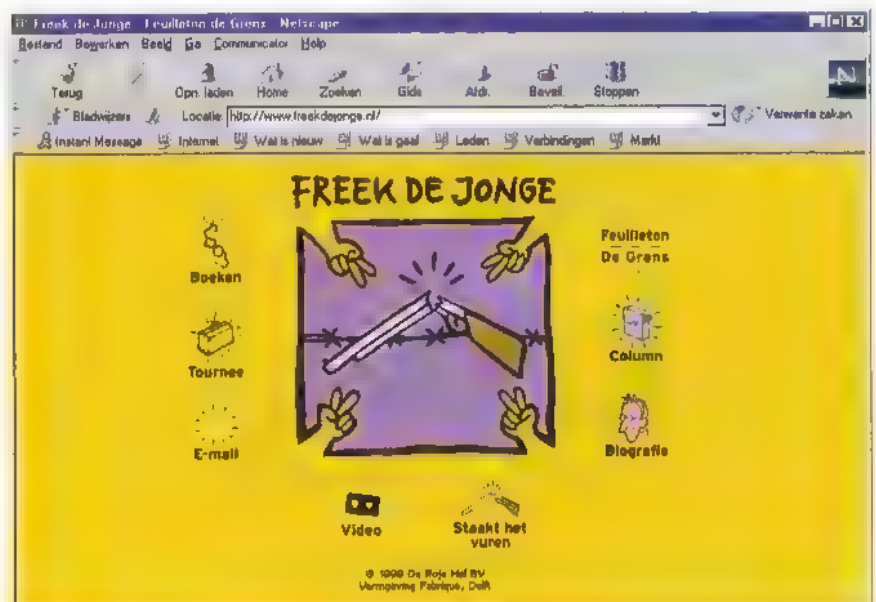 Freek de Jonge - Feuilleton de Grens - Netscape
Bestand Bewerken Beeld Ga Communicator Help
Terug Opn. laden Home Zoeken Gids Afdr. Beveil. Stoppen
Bladwijzers Locatie http://www.freekdejonge.nl/ Verwante zaken
Instant Message Internet Wat is nieuw Wat is gaaf Leden Verbindingen Markt
FREEK DE JONGE
Boeken
Tournee
E-mail
Feuilleton
De Grens
Column
Biografie
Video
Staakt het
vuren
© 1999 De Roje Hel BV
Vormgeving Fabrique, Delft